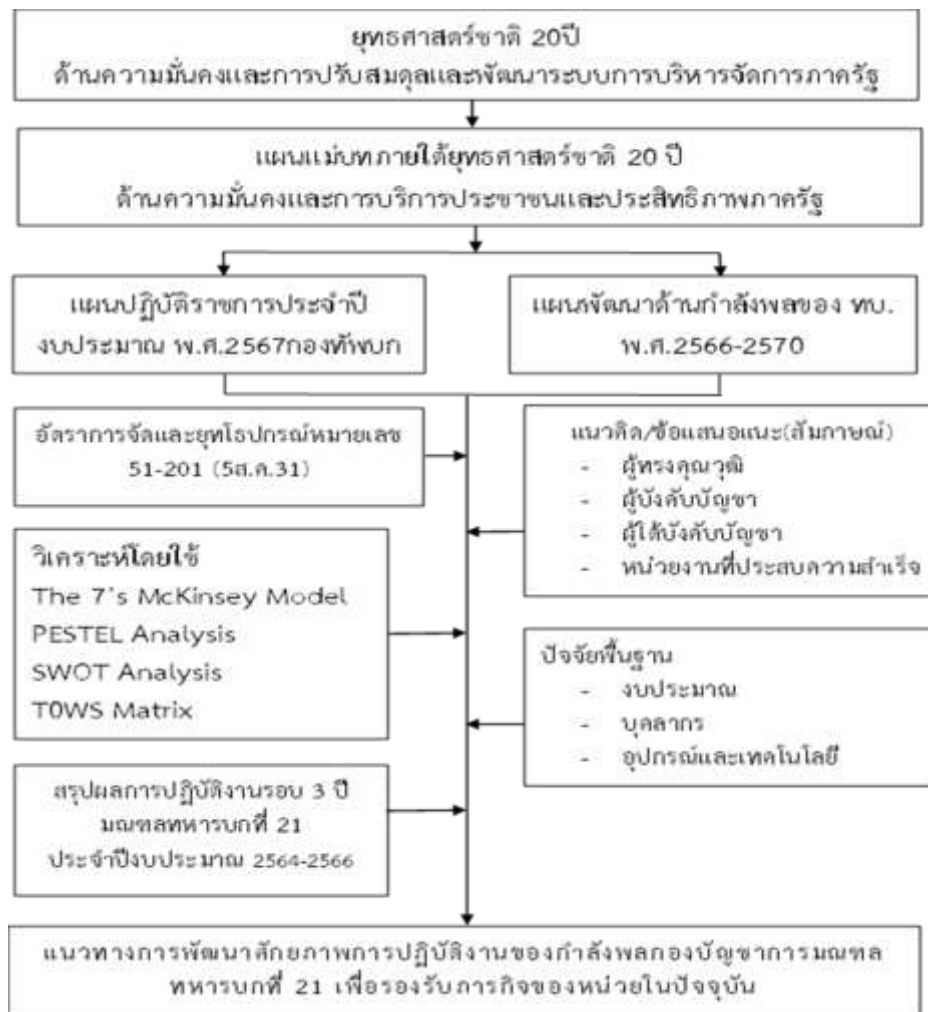 ยุทธศาสตร์ชาติ 20ปี
ด้านความมั่นคงและการปรับสมดุลและพัฒนาระบบการบริหารจัดการภาครัฐ
แผนแม่บทภายใต้ยุทธศาสตร์ชาติ 20 ปี
ด้านความมั่นคงและการบริการประชาชนและประสิทธิภาพภาครัฐ
แผนปฏิบัติราชการประจำปี
งบประมาณ พ.ศ.2567กองทัพบก
แผนพัฒนาด้านกำลังพลของ ทบ.
พ.ศ.2566-2570
อัตราการจัดและยุทโธปกรณ์หมายเลข
51-201 (5ส.ค.31)
แนวคิด/ข้อแสนอแนะ(สัมภาษณ์)
- ผู้ทรงคุณวุฒิ
- ผู้บังคับบัญชา
- ผู้ใต้บังคับบัญชา
- หน่วยงานที่ประสบความสำเร็จ
วิเคราะห์โดยใช้
The 7's McKinsey Model
PESTEL Analysis
SWOT Analysis
T0WS Matrix
ปัจจัยพื้นฐาน
- งบประมาณ
- บุคลากร
- อุปกรณ์และเทคโนโลยี
สรุปผลการปฏิบัติงานรอบ 3 ปี
มณฑลทหารบกที่ 21
ประจำปีงบประมาณ 2564-2566
แนวทางการพัฒนาศักยภาพการปฏิบัติงานของกำลังพลกองบัญชาการมณฑล
ทหารบกที่ 21 เพื่อรองรับภารกิจของหน่วยในปัจจุบัน